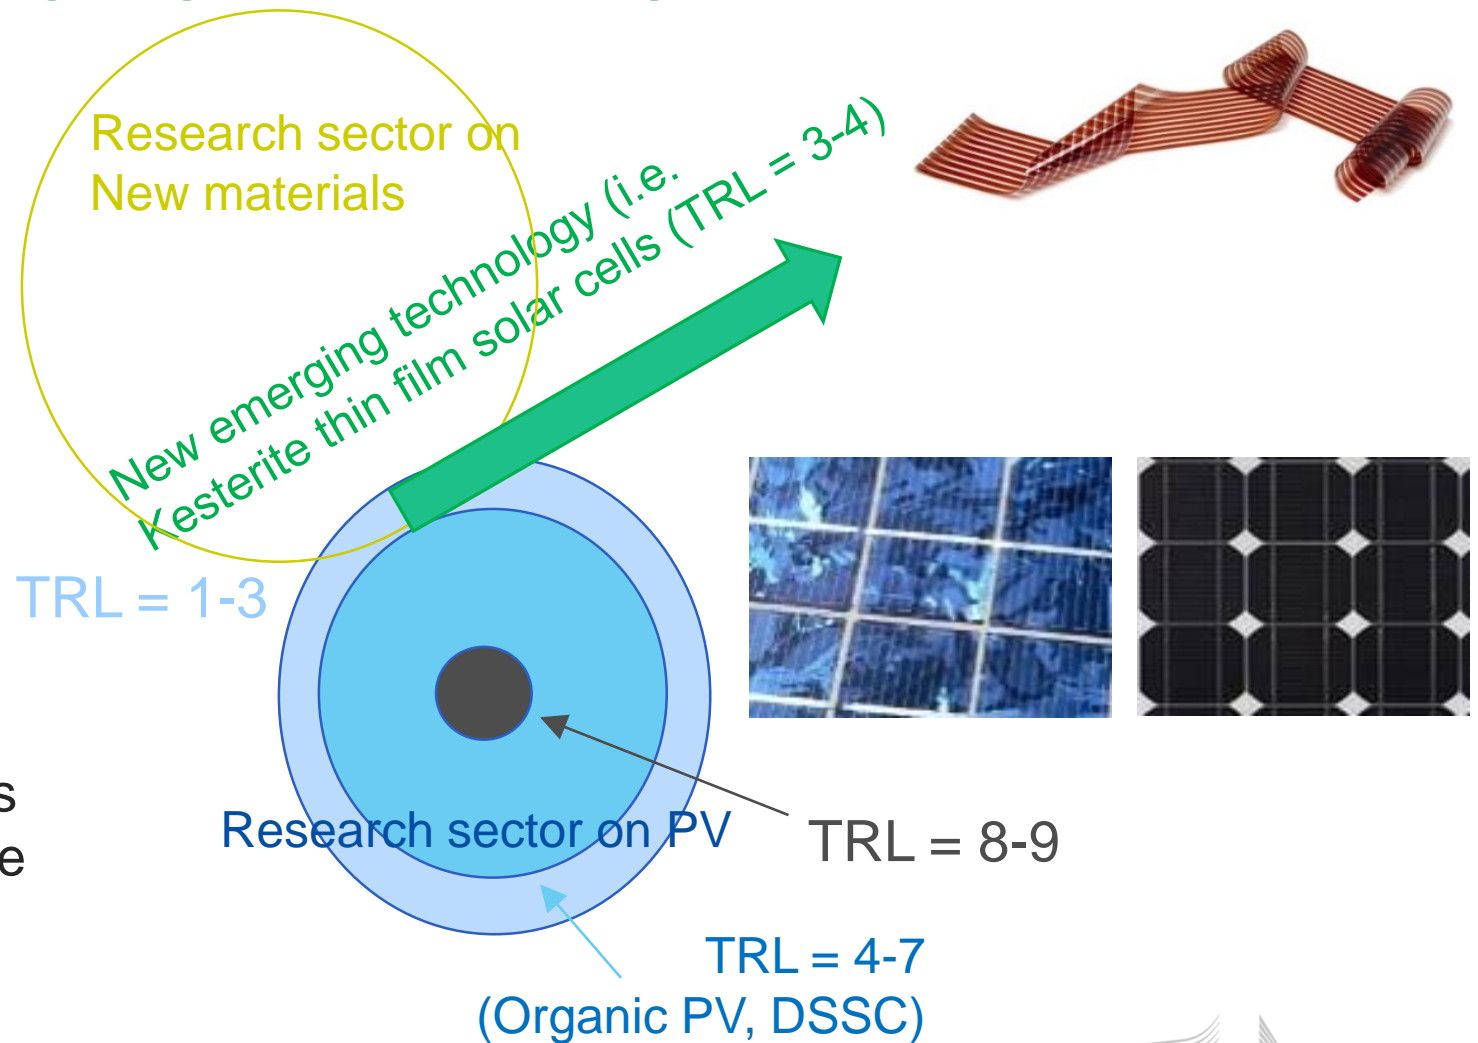 Research sector on
New materials
New emerging technology (i.e.
Kesterite thin film solar cells (TRL = 3-4)
TRL = 1-3
Research sector on PV
TRL = 8-9
TRL = 4-7
(Organic PV, DSSC)